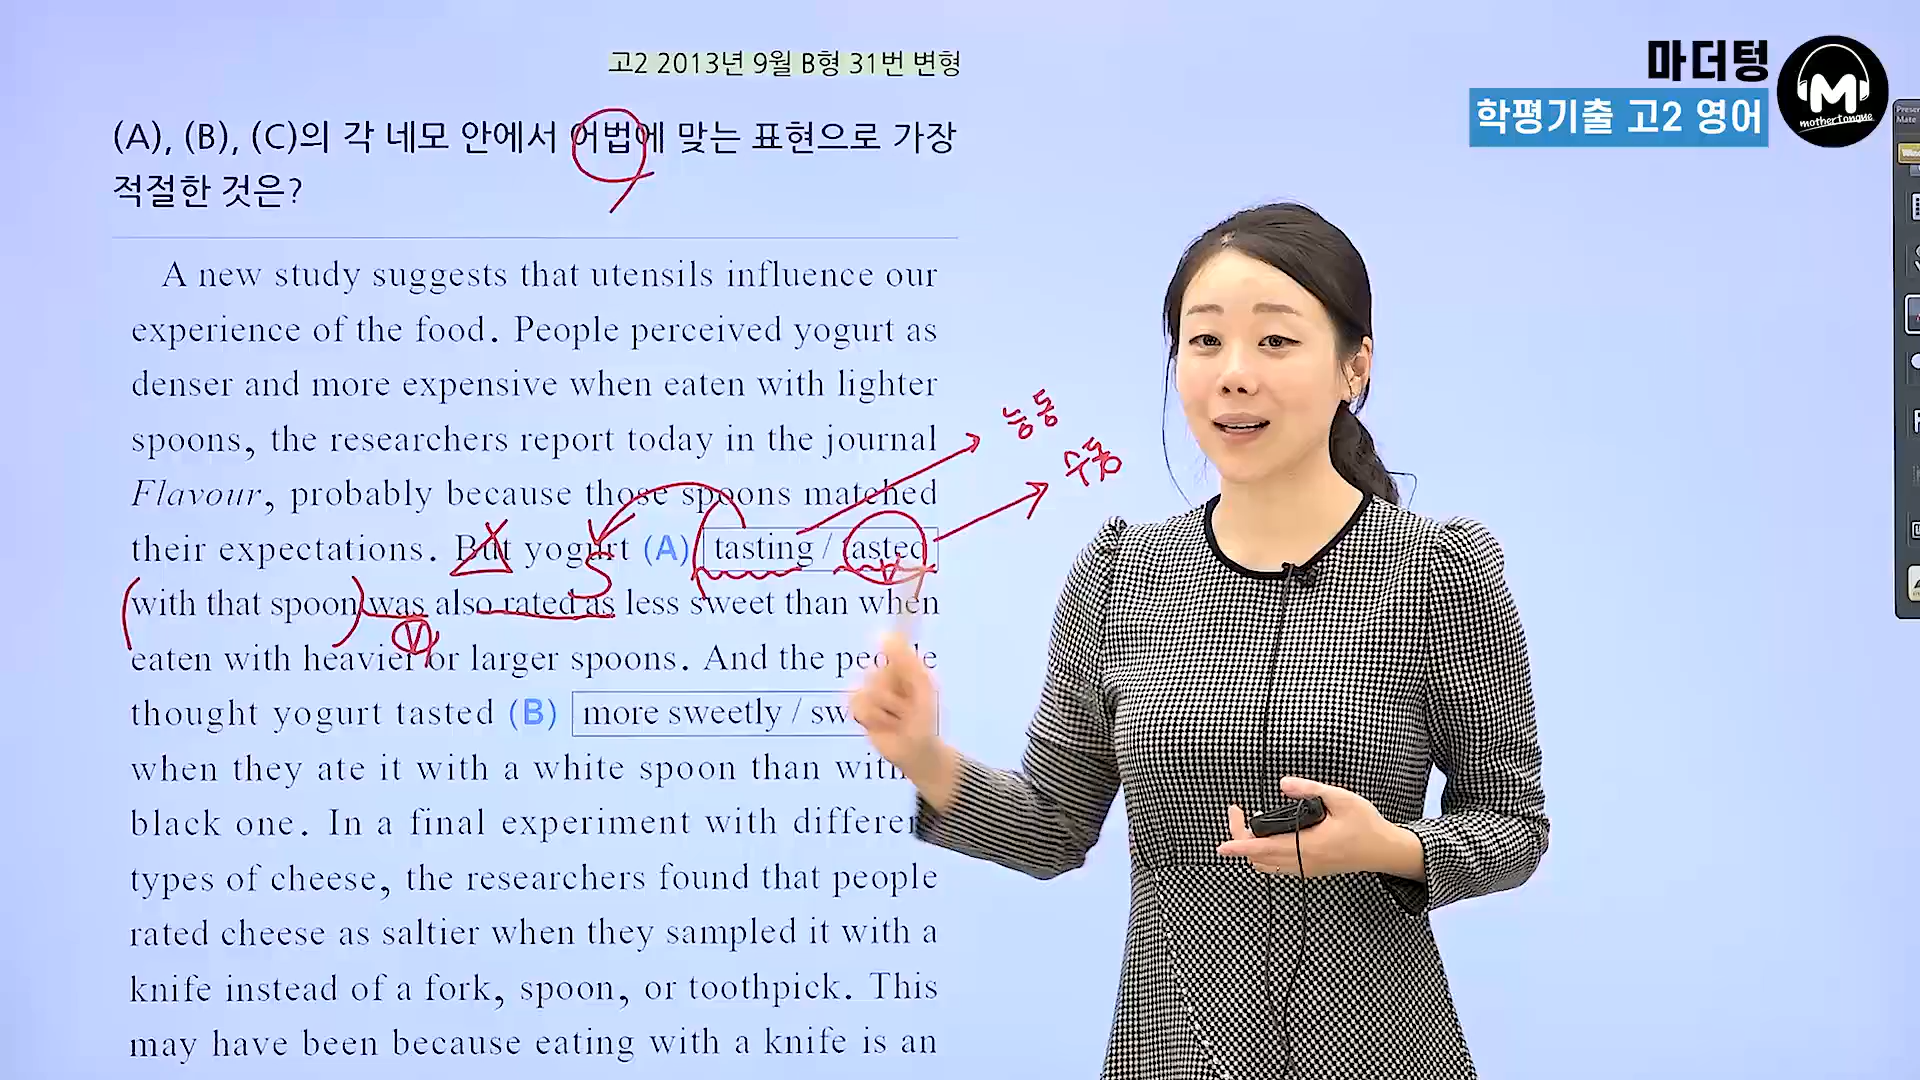 고2 2013년 9월 B형 31번 변형
마더텅
학평기출 고2 영어
M
mothertongue
(A), (B), (C)의 각 네모 안에서 어법에 맞는 표현으로 가장
적절한 것은?
A new study suggests that utensils influence our
experience of the food. People perceived yogurt as
denser and more expensive when eaten with lighter
spoons, the researchers report today in the journal
Flavour, probably because those spoons matched
their expectations. But yogurt (A) tasting / tasted
with that spoon was also rated as less sweet than when
eaten with heavier or larger spoons. And the people
thought yogurt tasted (B) more sweetly /
when they ate it with a white spoon than with
black one. In a final experiment with different
types of cheese, the researchers found that people
rated cheese as saltier when they sampled it with a
knife instead of a fork, spoon, or toothpick. This
may have been because eating with a knife is an
능동
수동
S
V
V